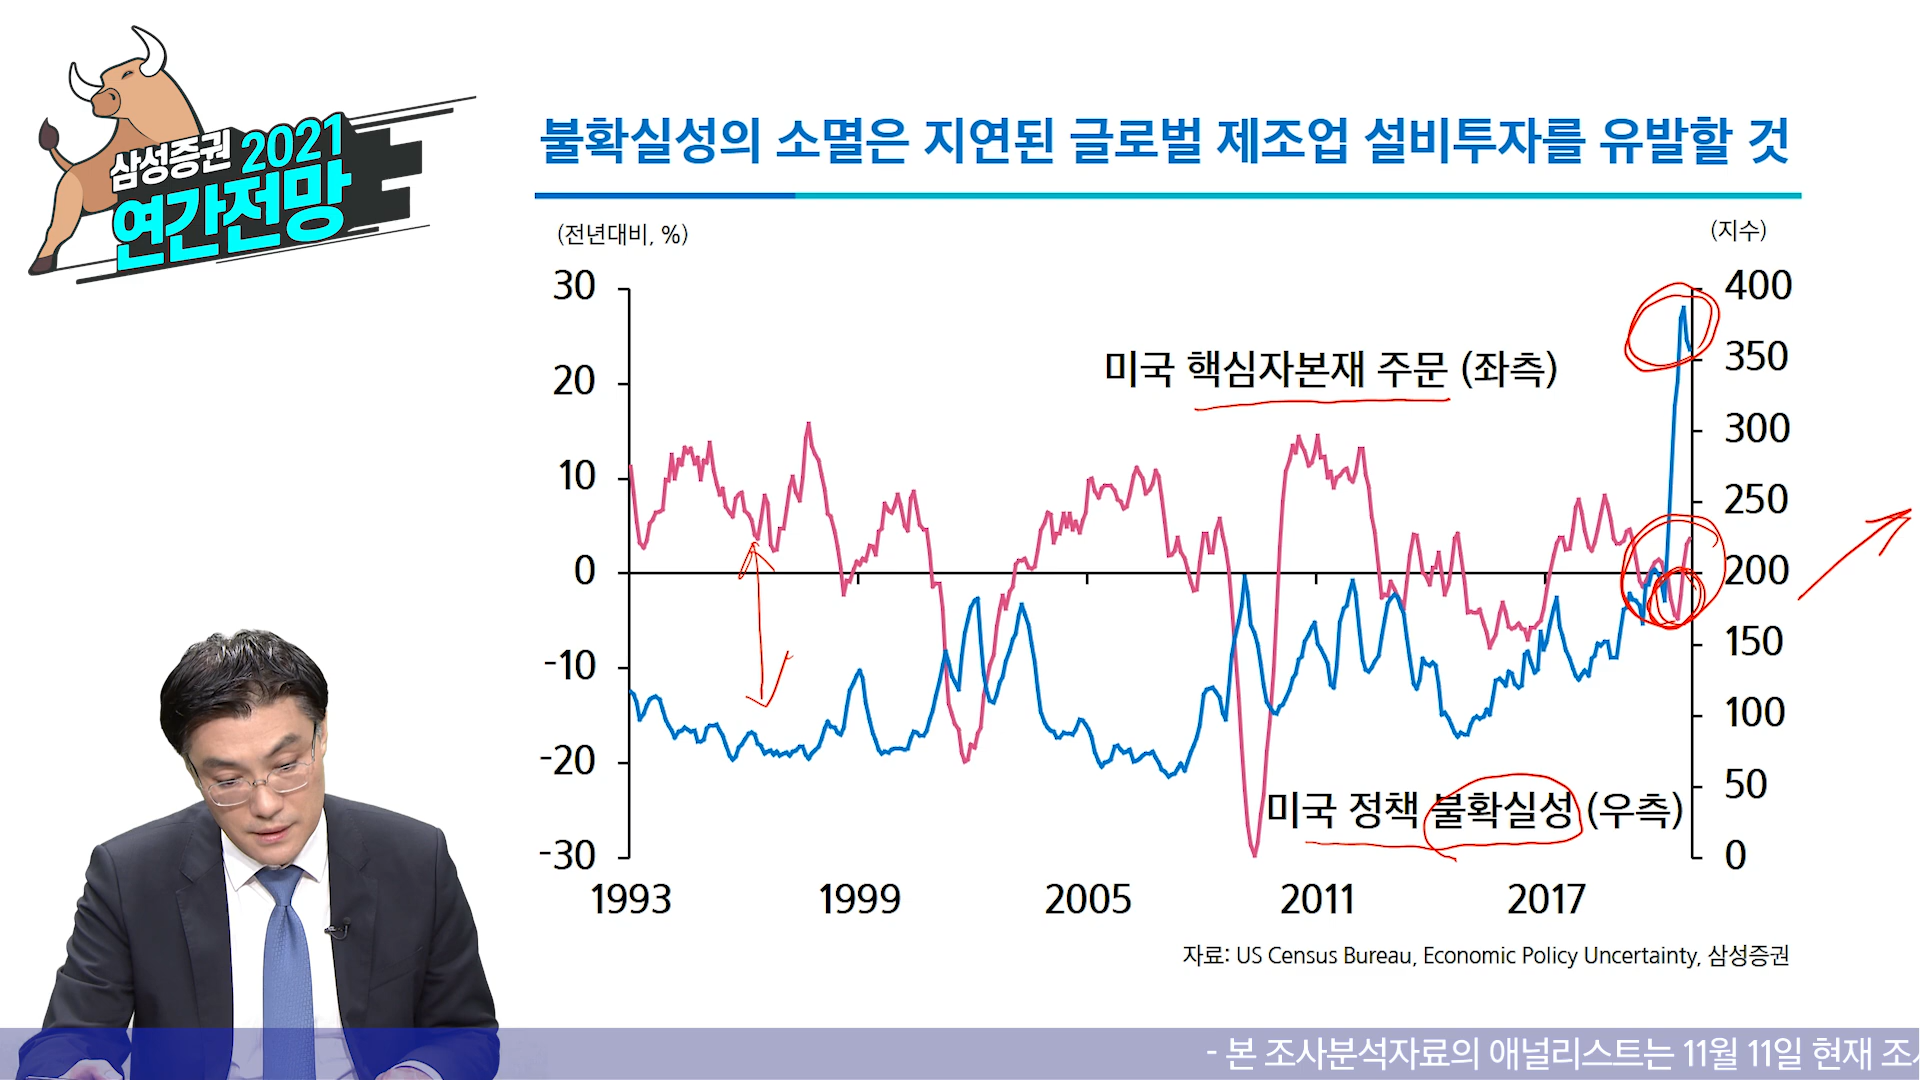 삼성증권 2021
연간전망
불확실성의 소멸은 지연된 글로벌 제조업 설비투자를 유발할 것
(전년대비, %)
(지수)
30
20
10
0
-10
-20
-30
400
350
300
250
200
150
100
50
0
미국 핵심자본재 주문 (좌측)
미국 정책 불확실성 (우측)
1993
1999
2005
2011
2017
자료: US Census Bureau, Economic Policy Uncertainty, 삼성증권
- 본 조사분석자료의 애널리스트는 11월 11일 현재 조사